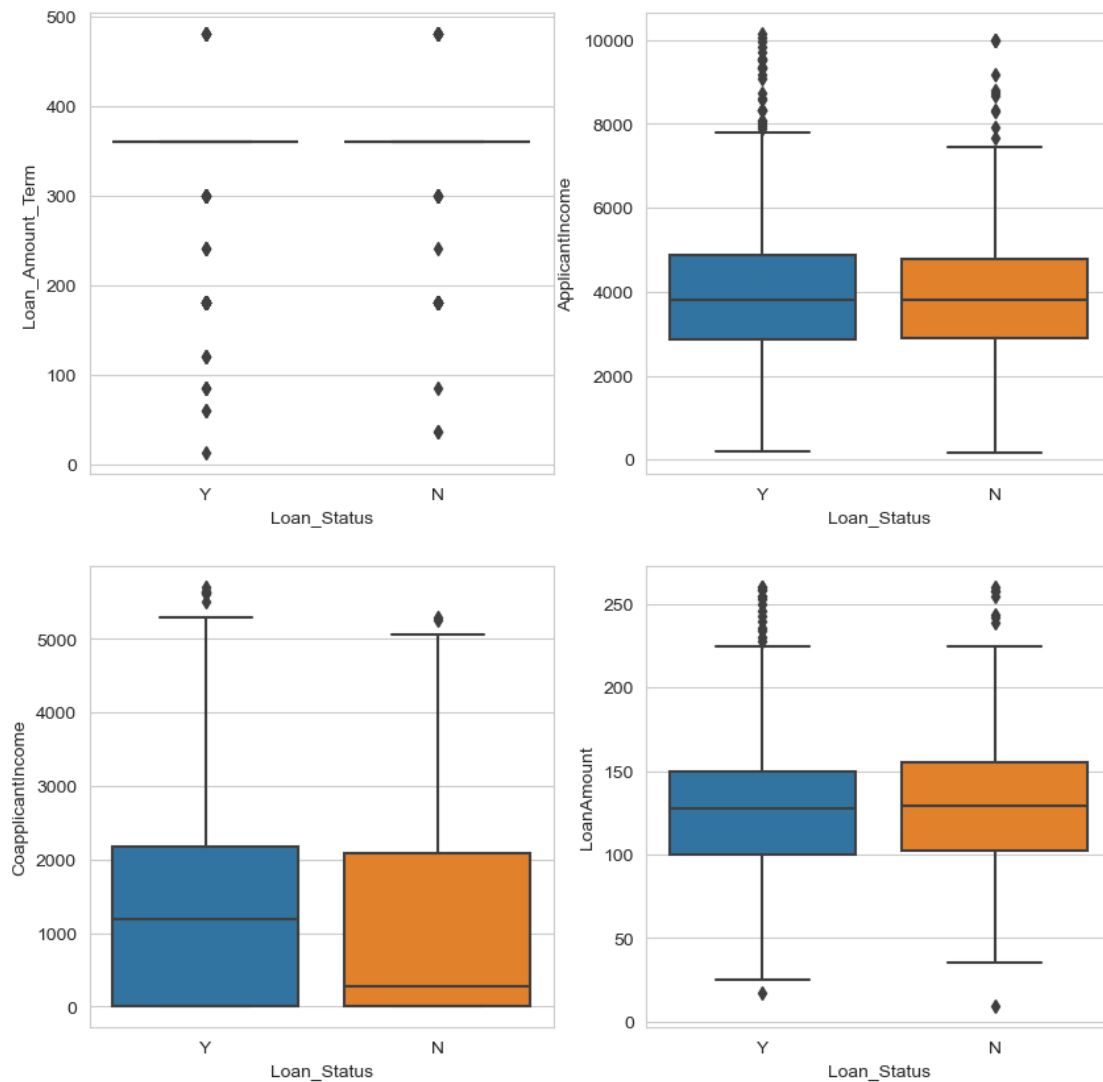 Loan_Amount_Term
500
400
300
200
100
0
Y N
Loan_Status
ApplicantIncome
10000
8000
6000
4000
2000
0
Y N
Loan_Status
CoapplicantIncome
5000
4000
3000
2000
1000
0
Y N
Loan_Status
LoanAmount
250
200
150
100
50
0
Y N
Loan_Status